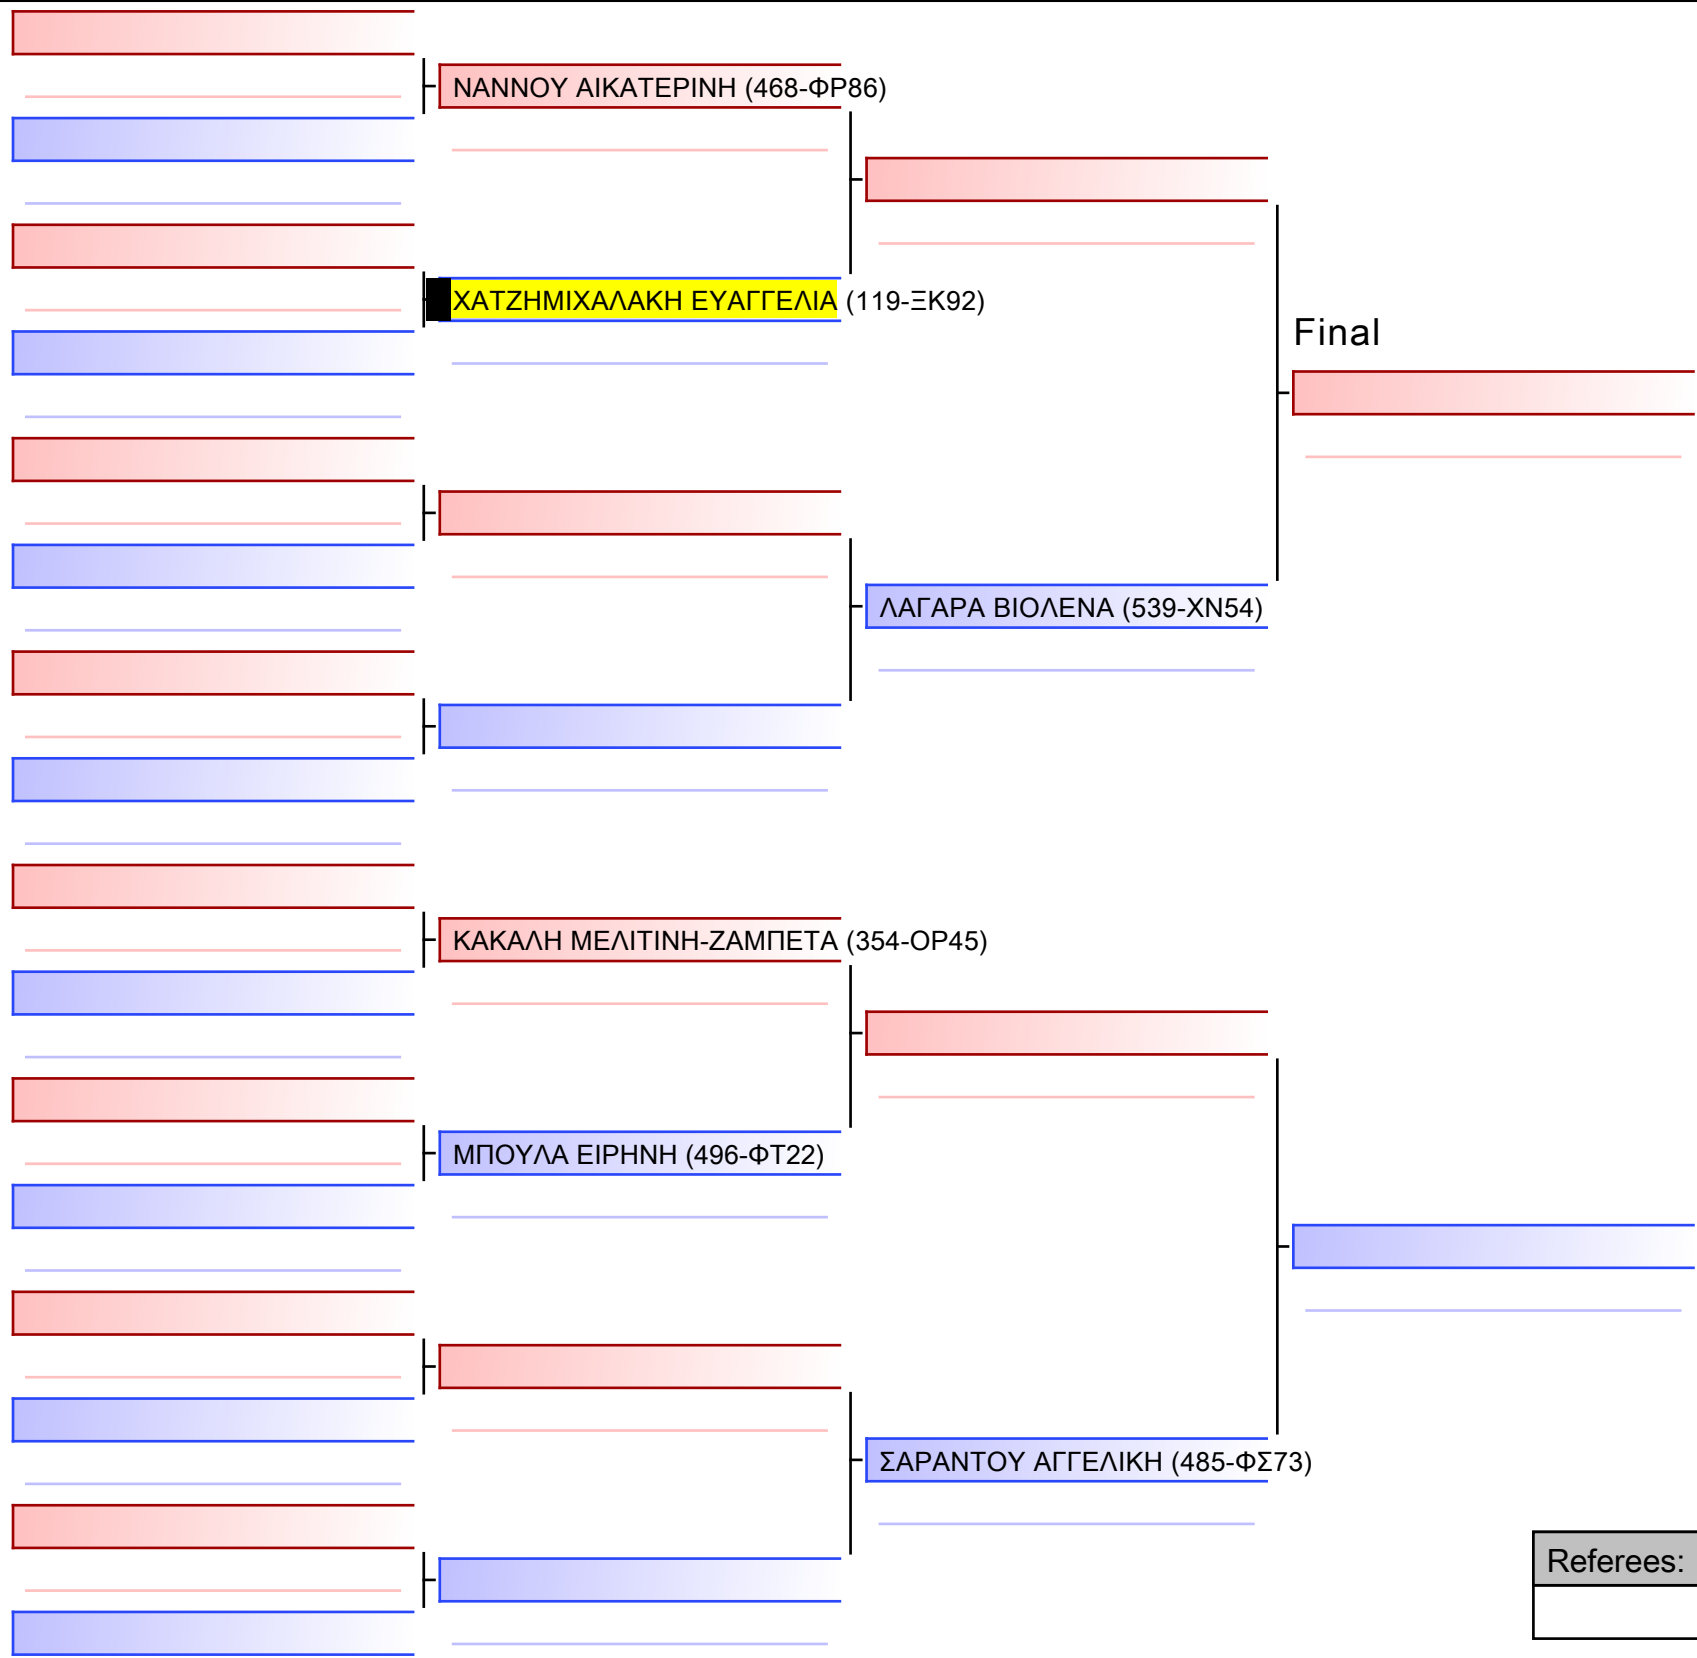 ΝΑΝΝΟΥ ΑΙΚΑΤΕΡΙΝΗ (468-ΦΡ86)
ΧΑΤΖΗΜΙΧΑΛΑΚΗ ΕΥΑΓΓΕΛΙΑ (119-ΞΚ92)
Final
ΛΑΓΑΡΑ ΒΙΟΛΕΝΑ (539-ΧΝ54)
ΚΑΚΑΛΗ ΜΕΛΙΤΙΝΗ-ΖΑΜΠΕΤΑ (354-ΟΡ45)
ΜΠΟΥΛΑ ΕΙΡΗΝΗ (496-ΦΤ22)
ΣΑΡΑΝΤΟΥ ΑΓΓΕΛΙΚΗ (485-ΦΣ73)
Referees: